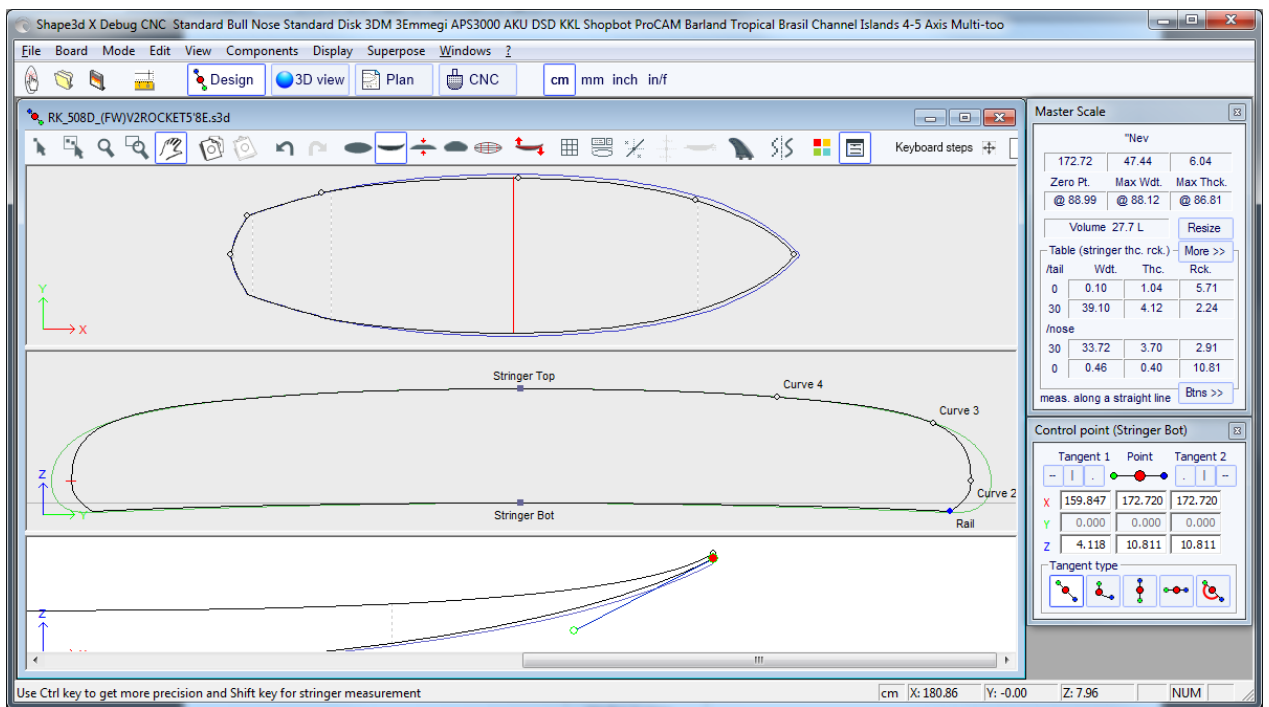 Shape3d X Debug CNC Standard Bull Nose Standard Disk 3DM 3Emmegi APS3000 AKU DSD KKL Shopbot ProCAM Barland Tropical Brasil Channel Islands 4-5 Axis Multi-too
File Board Mode Edit View Components Display Superpose Windows ?
Design 3D view Plan CNC cm mm inch in/f
RK_508D_(FW)V2ROCKET5'8E.s3d
Keyboard steps
Y
X
Stringer Top
Curve 4
Curve 3
Z
Y
Curve 2
Stringer Bot
Rail
Z
Master Scale
"Nev
172.72 47.44 6.04
Zero Pt. Max Wdt. Max Thck.
@ 88.99 @ 88.12 @ 86.81
Volume 27.7 L Resize
Table (stringer thc. rck.) More >>
/tail Wdt. Thc. Rck.
0 0.10 1.04 5.71
30 39.10 4.12 2.24
/nose
30 33.72 3.70 2.91
0 0.46 0.40 10.81
meas. along a straight line Btns >>
Control point (Stringer Bot)
Tangent 1 Point Tangent 2
X 159.847 172.720 172.720
Y 0.000 0.000 0.000
Z 4.118 10.811 10.811
Tangent type
Use Ctrl key to get more precision and Shift key for stringer measurement cm X: 180.86 Y: -0.00 Z: 7.96 NUM